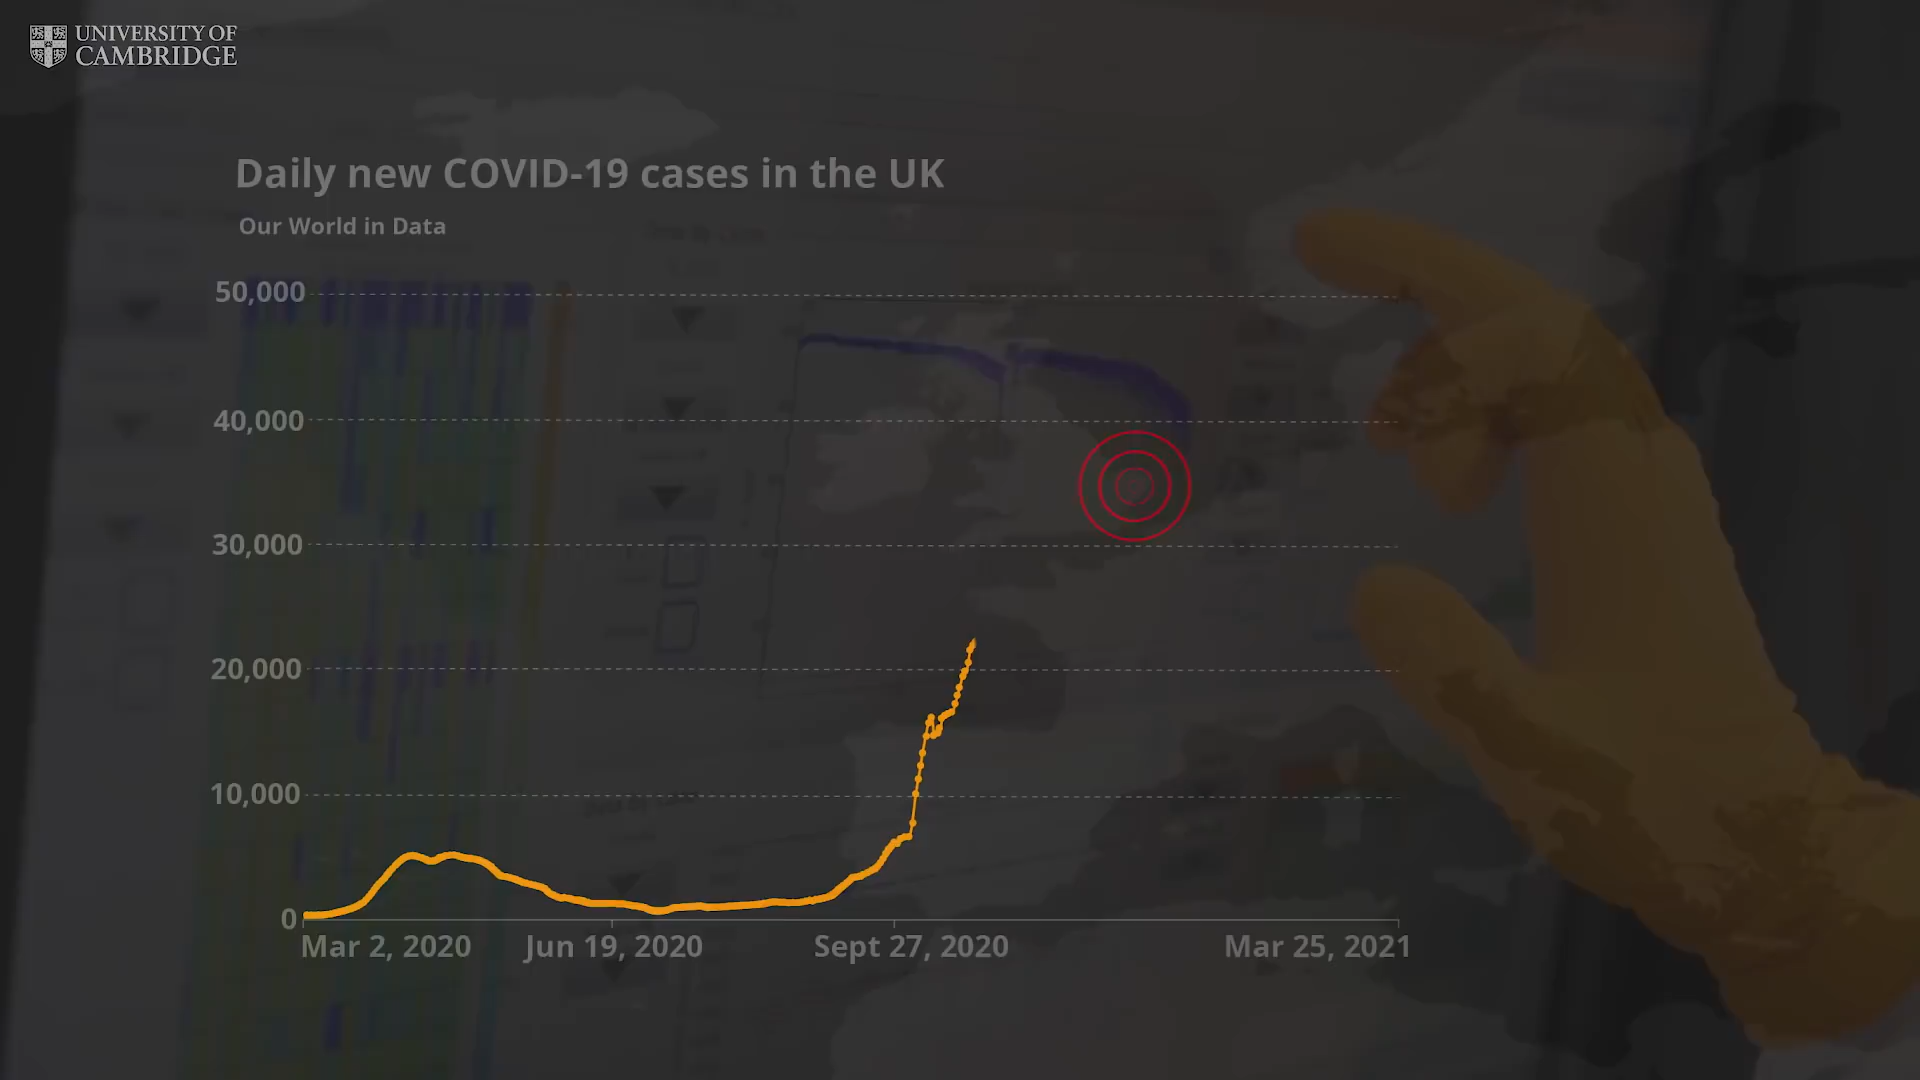 UNIVERSITY OF
CAMBRIDGE
Daily new COVID-19 cases in the UK
Our World in Data
50,000
40,000
30,000
20,000
10,000
0
Mar 2, 2020
Jun 19, 2020
Sept 27, 2020
Mar 25, 2021